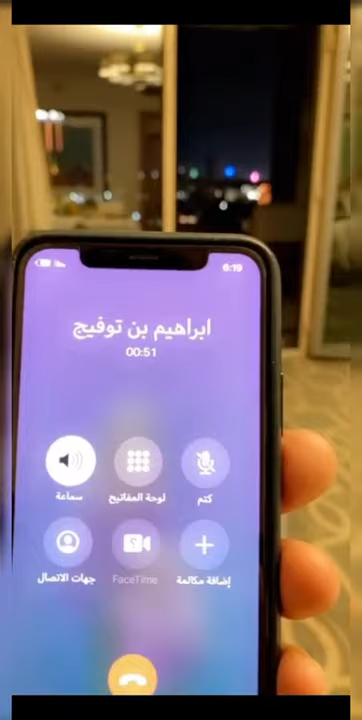 6:19
ابراهيم بن توفيج
00:51
كتم
لوحة المفاتيح
سماعة
إضافة مكالمة
FaceTime
جهات الاتصال